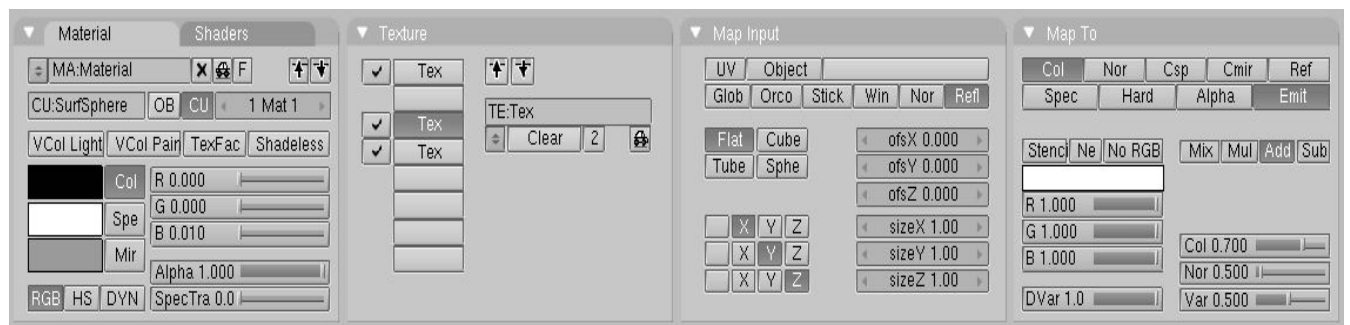 Material Shaders
MA:Material X F
CU:SurfSphere OB CU 1 Mat 1
VCol Light VCol Pain TexFac Shadeless
Col R 0.000
G 0.000
Spe
B 0.010
Mir
Alpha 1.000
RGB HS DYN SpecTra 0.0
Texture
Tex
TE:Tex
Tex
Clear 2
Tex
Map Input
UV Object
Glob Orco Stick Win Nor Refl
Flat Cube ofsX 0.000
Tube Sphe ofsY 0.000
ofsZ 0.000
X Y Z sizeX 1.00
X Y Z sizeY 1.00
X Y Z sizeZ 1.00
Map To
Col Nor Csp Cmir Ref
Spec Hard Alpha Emit
Stenci Ne No RGB Mix Mul Add Sub
R 1.000
G 1.000
Col 0.700
B 1.000
Nor 0.500
DVar 1.0 Var 0.500